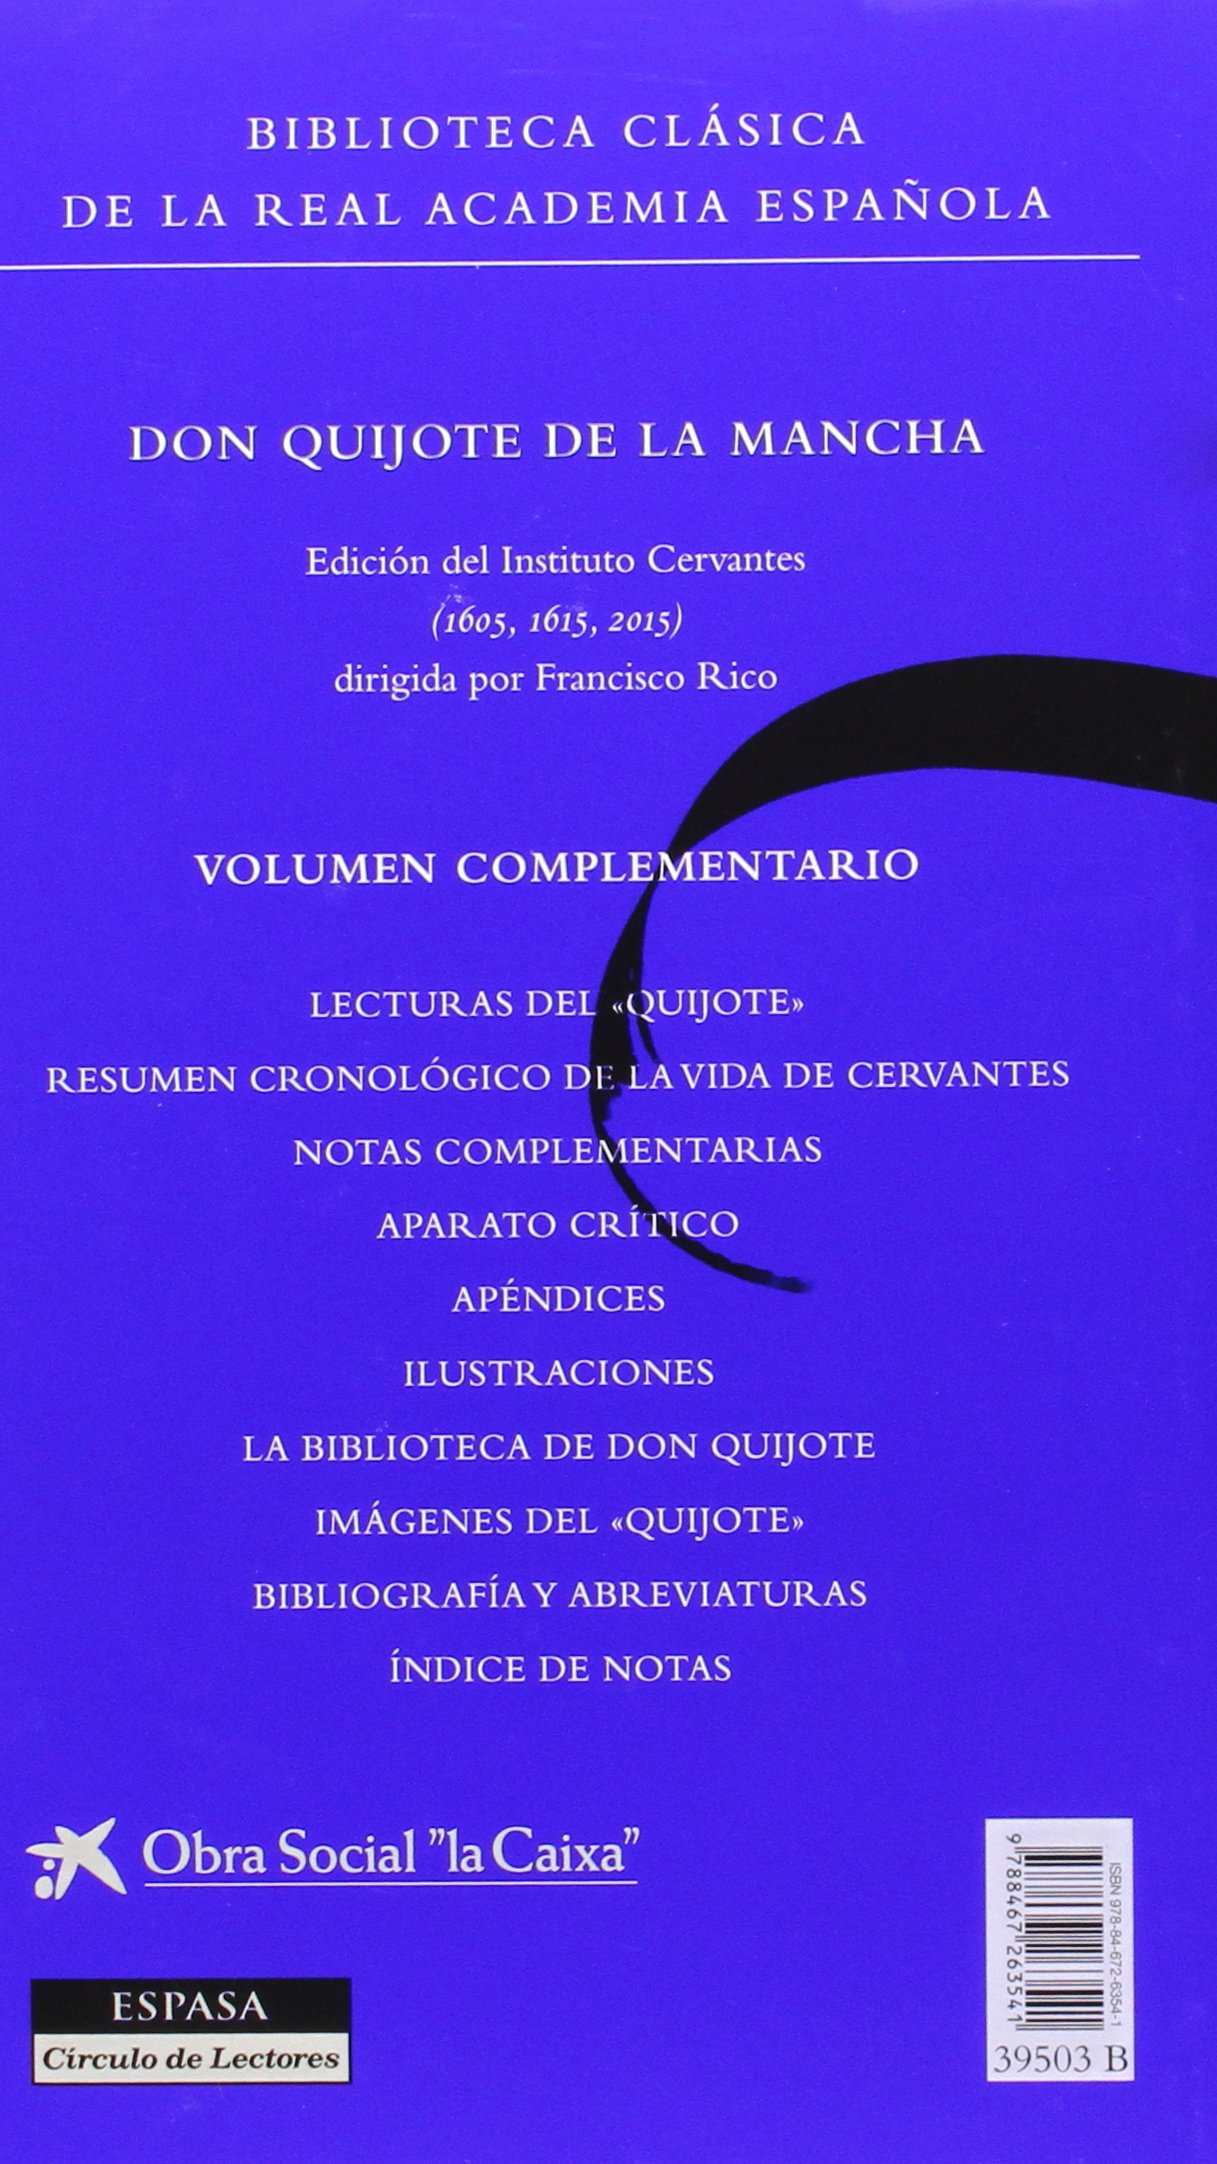 BIBLIOTECA CLÁSICA
DE LA REAL ACADEMIA ESPAÑOLA
DON QUIJOTE DE LA MANCHA
Edición del Instituto Cervantes
(1605, 1615, 2015)
dirigida por Francisco Rico
VOLUMEN COMPLEMENTARIO
LECTURAS DEL «QUIJOTE»
RESUMEN CRONOLÓGICO DE LA VIDA DE CERVANTES
NOTAS COMPLEMENTARIAS
APARATO CRÍTICO
APÉNDICES
ILUSTRACIONES
LA BIBLIOTECA DE DON QUIJOTE
IMÁGENES DEL «QUIJOTE»
BIBLIOGRAFÍA Y ABREVIATURAS
ÍNDICE DE NOTAS
Obra Social "la Caixa"
ESPASA
Círculo de Lectores
ISBN 978-84-672-6354-1
9 788467 263541
39503 B